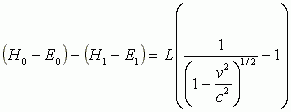 (H₀ − E₀) − (H₁ − E₁) = L(1/(1 − v²/c²)^1/2 − 1)